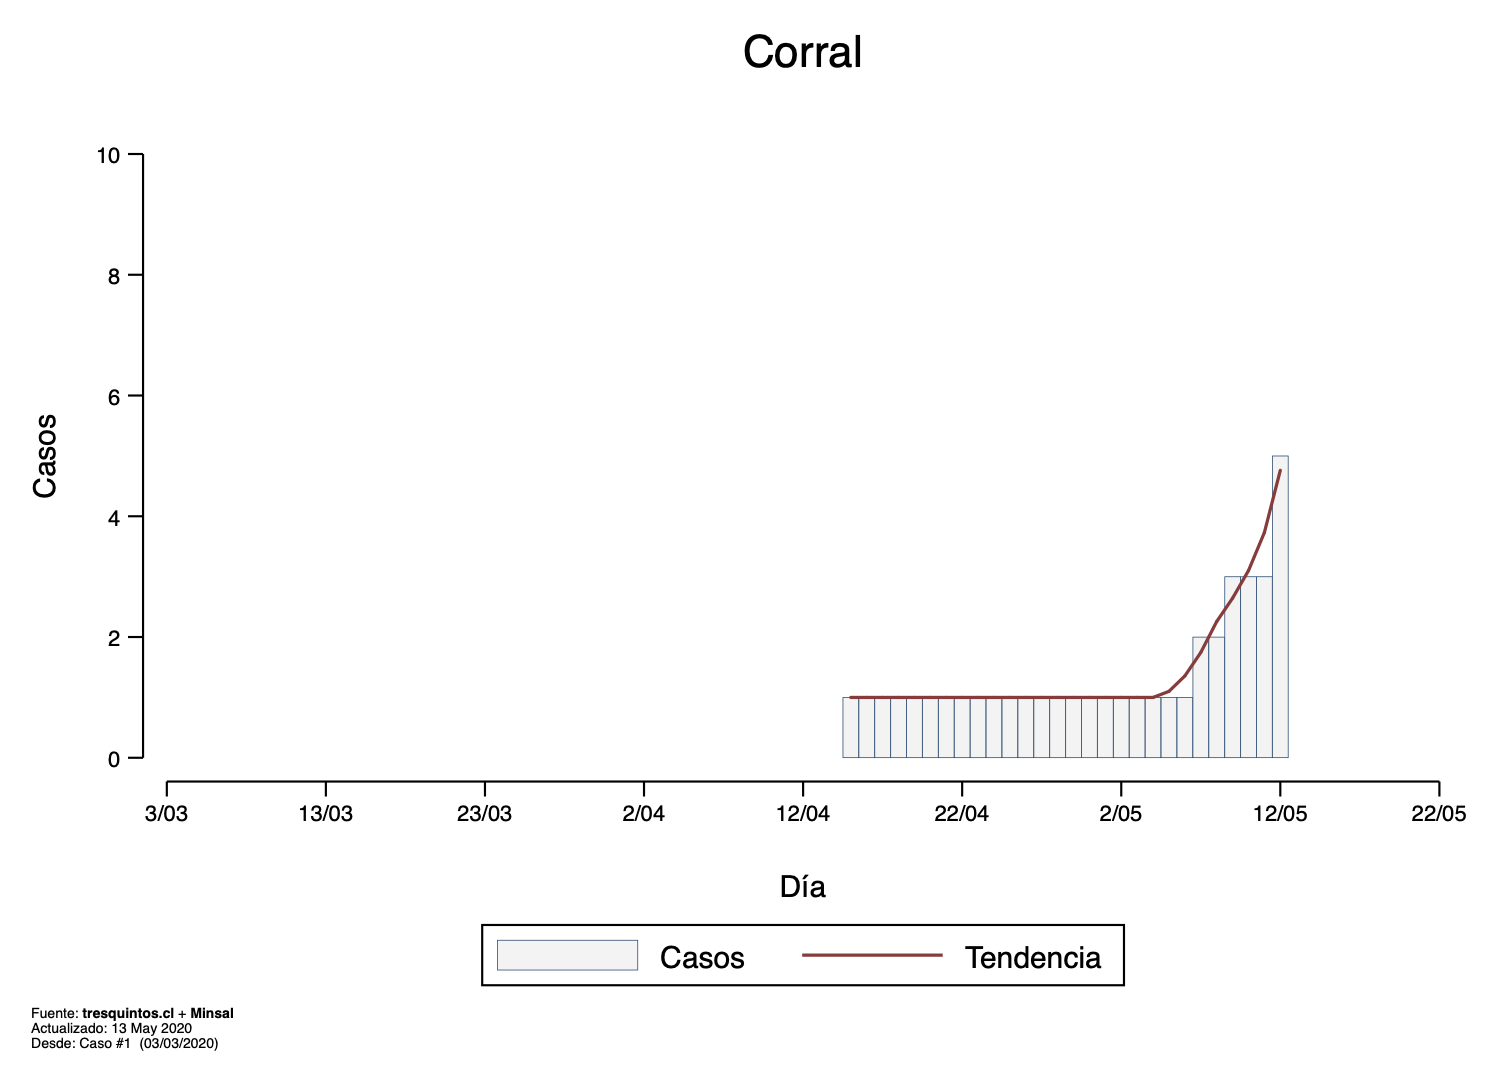 Corral
10
8
6
4
2
0
Casos
3/03 13/03 23/03 2/04 12/04 22/04 2/05 12/05 22/05
Día
Casos Tendencia
Fuente: tresquintos.cl + Minsal
Actualizado: 13 May 2020
Desde: Caso #1 (03/03/2020)